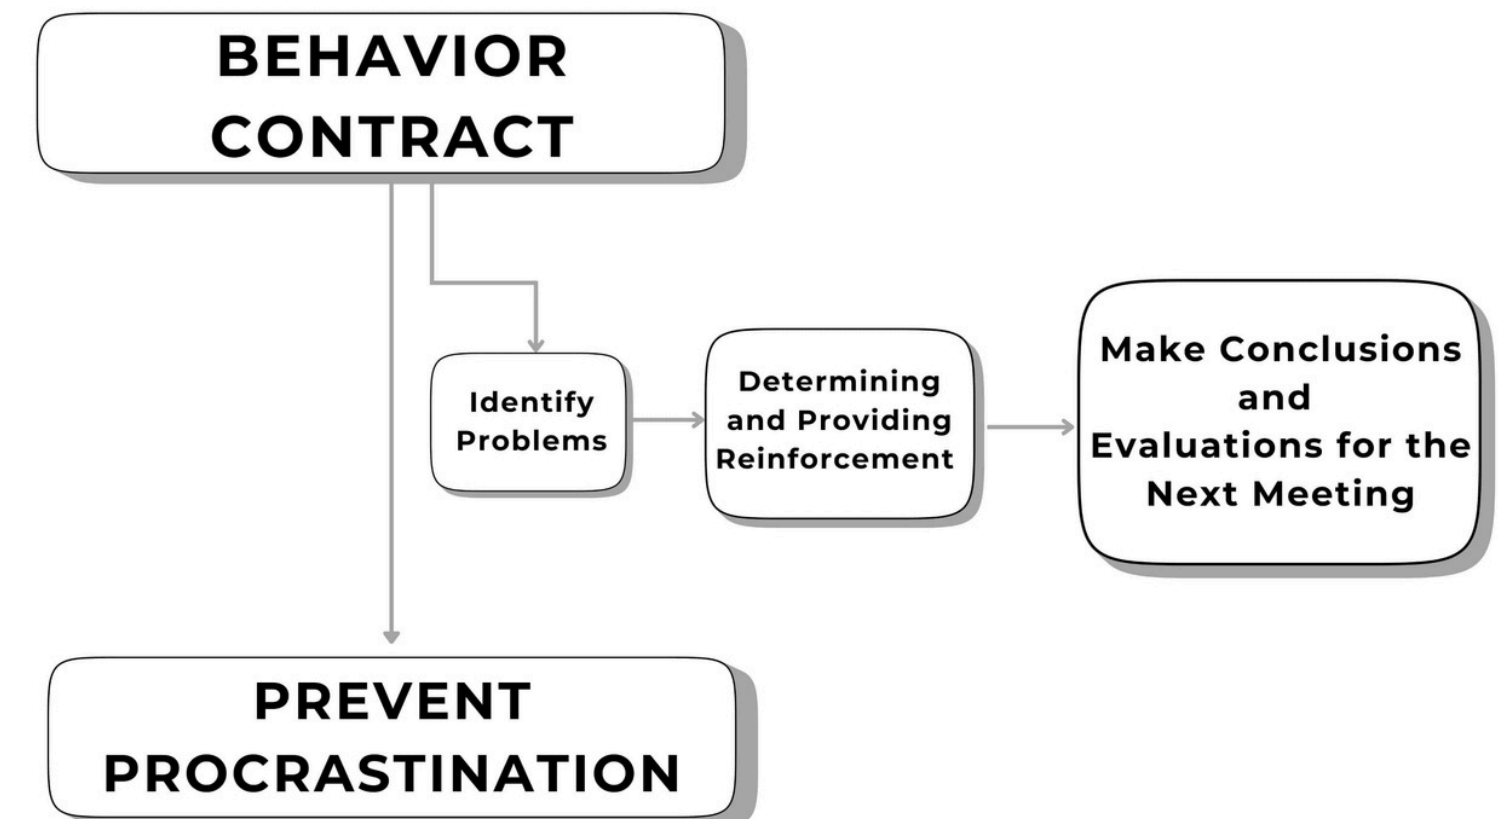 BEHAVIOR
CONTRACT
Identify
Problems
Determining
and Providing
Reinforcement
Make Conclusions
and
Evaluations for the
Next Meeting
PREVENT
PROCRASTINATION